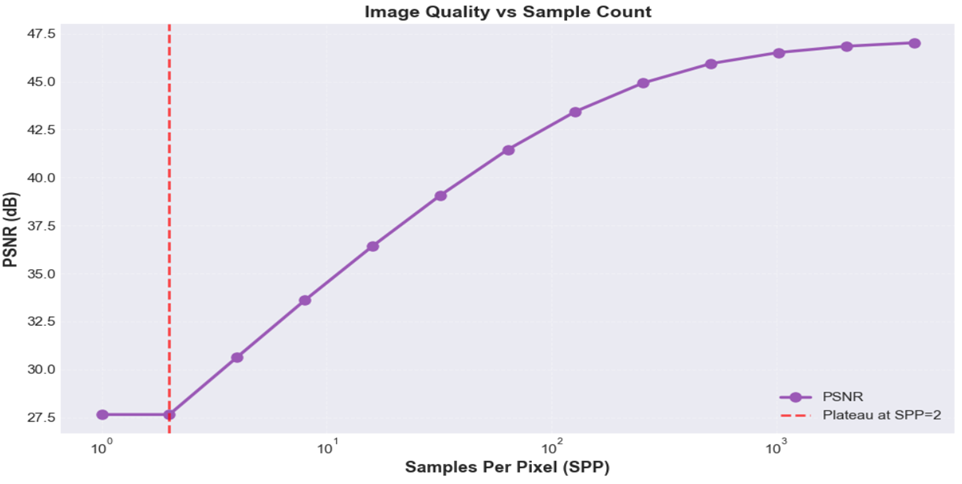 Image Quality vs Sample Count
PSNR (dB)
47.5
45.0
42.5
40.0
37.5
35.0
32.5
30.0
27.5
PSNR
Plateau at SPP=2
10⁰ 10¹ 10² 10³
Samples Per Pixel (SPP)